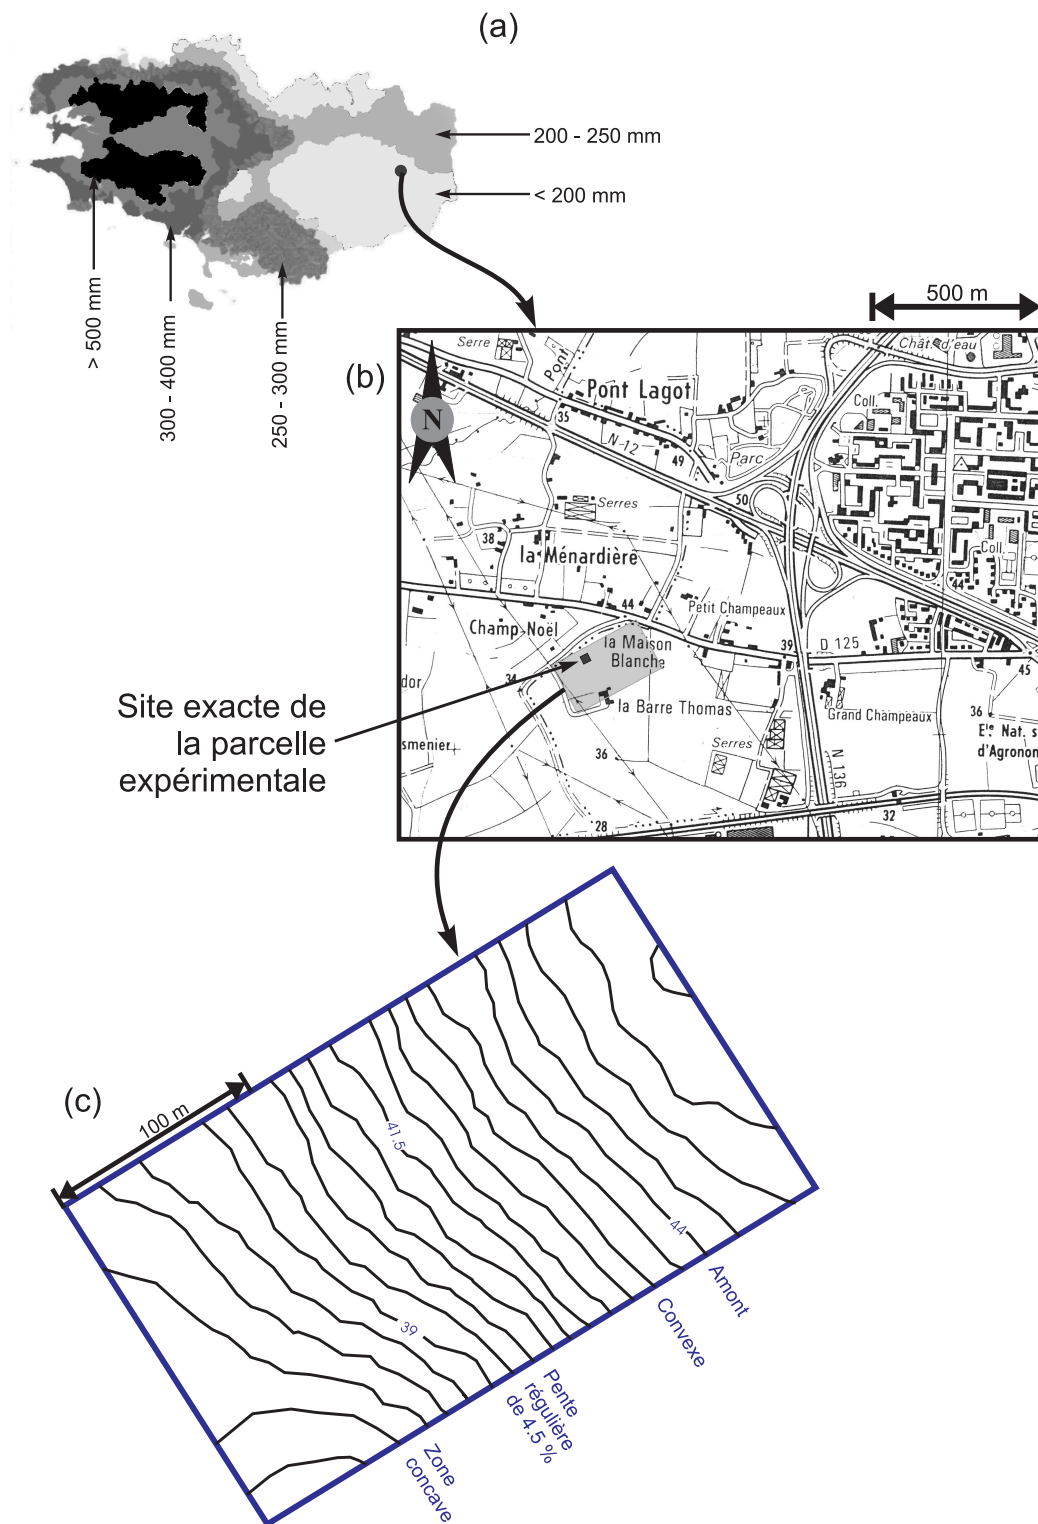 (a)
200 - 250 mm
< 200 mm
> 500 mm
300 - 400 mm
250 - 300 mm
500 m
(b)
Serre
Pont
Chât. d'eau
Pont Lagot
Coll.
N
35
N-12
49
Parc
50
Serres
38
la Ménardière
Coll.
44
44
Petit Champeaux
Champ-Noël
la Maison
Blanche
39
D 125
45
34
dor
la Barre Thomas
Grand Champeaux
36
Ele Nat. s
d'Agronon
smenier
36
Serres
N 136
28
32
Site exacte de
la parcelle
expérimentale
(c)
100 m
41.5
39
44
Amont
Convexe
Pente
régulière
de 4.5 %
Zone
concave